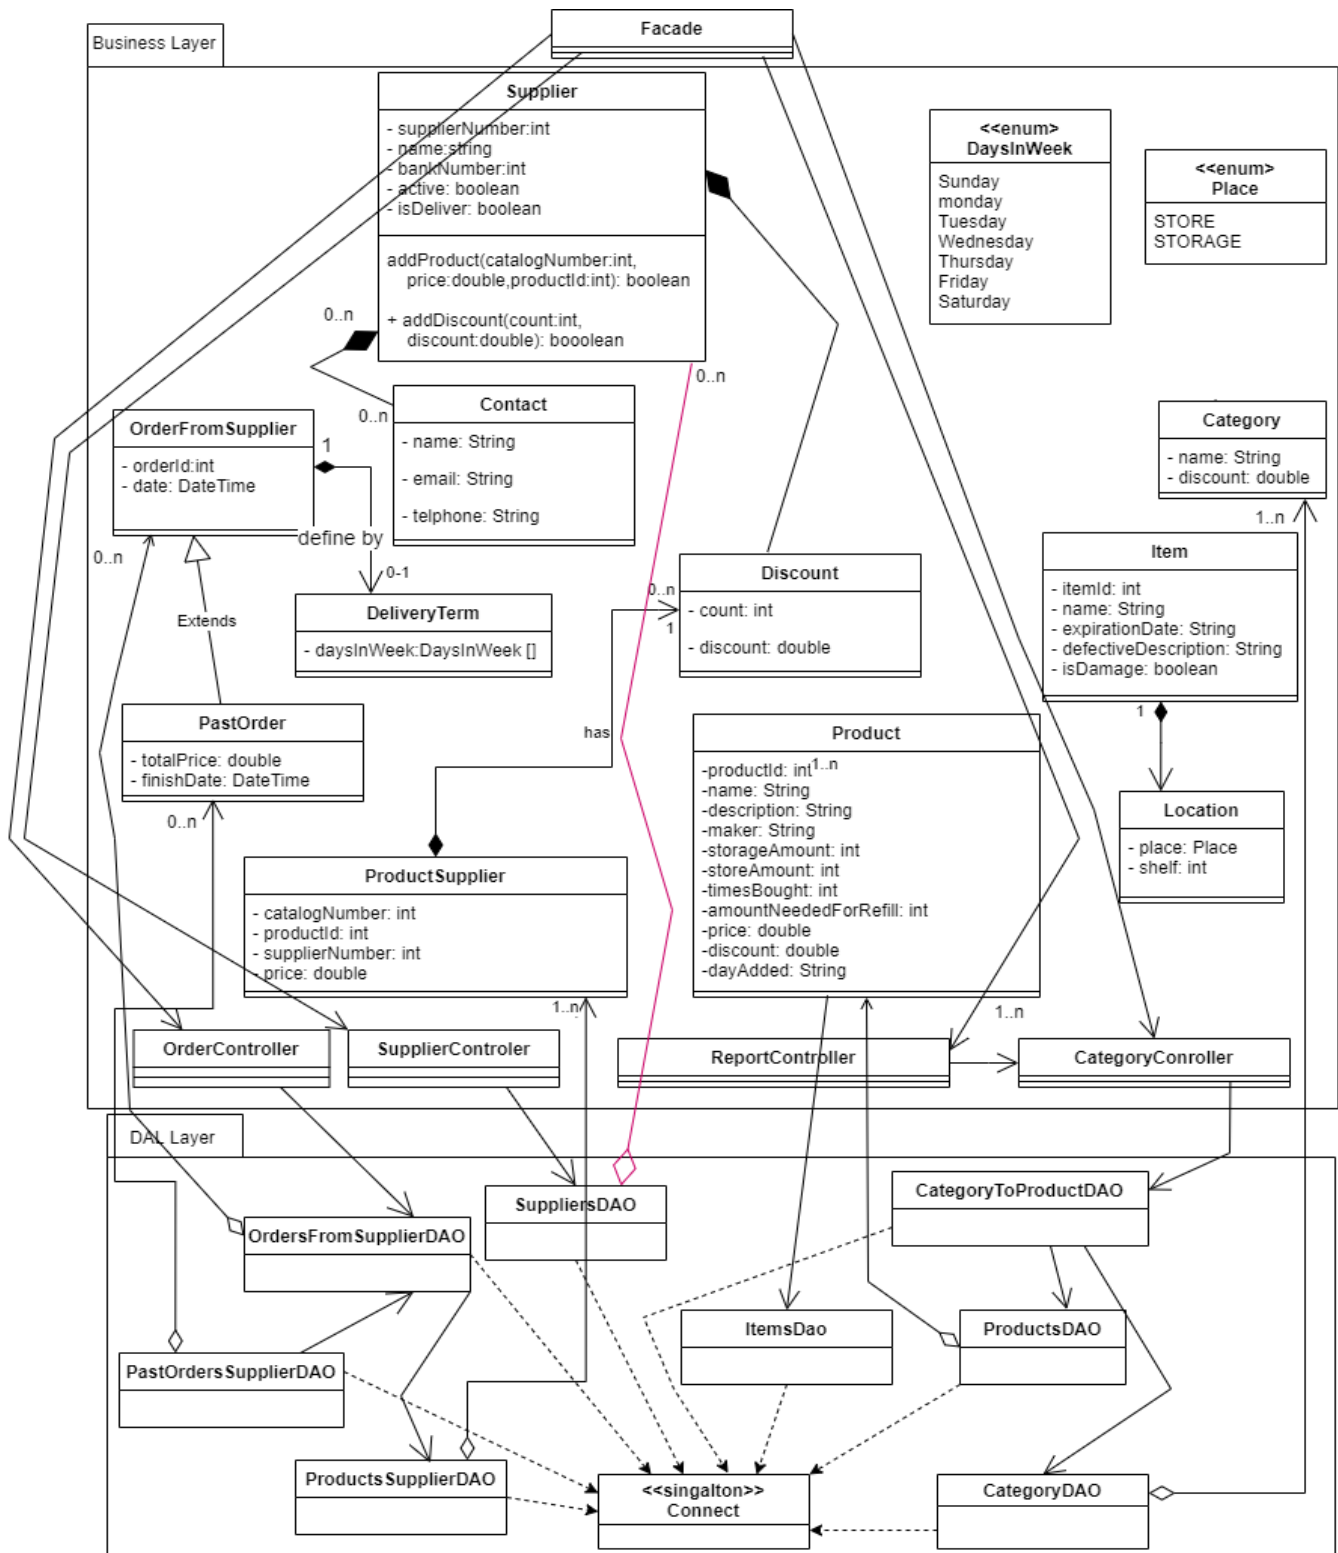 Facade
Business Layer
Supplier
- supplierNumber:int
- name:string
- bankNumber:int
- active: boolean
- isDeliver: boolean
addProduct(catalogNumber:int,
price:double,productId:int): boolean
+ addDiscount(count:int,
discount:double): booolean
<<enum>>
DaysInWeek
Sunday
monday
Tuesday
Wednesday
Thursday
Friday
Saturday
<<enum>>
Place
STORE
STORAGE
0..n
0..n
0..n
Contact
- name: String
- email: String
- telphone: String
OrderFromSupplier
- orderId:int
- date: DateTime
1
define by
0-1
0..n
Extends
DeliveryTerm
- daysInWeek:DaysInWeek []
Category
- name: String
- discount: double
1..n
Discount
- count: int
- discount: double
0..n
1
Item
- itemId: int
- name: String
- expirationDate: String
- defectiveDescription: String
- isDamage: boolean
1
PastOrder
- totalPrice: double
- finishDate: DateTime
0..n
has
Product
-productId: int
1..n
-name: String
-description: String
-maker: String
-storageAmount: int
-storeAmount: int
-timesBought: int
-amountNeededForRefill: int
-price: double
-discount: double
-dayAdded: String
Location
- place: Place
- shelf: int
ProductSupplier
- catalogNumber: int
- productId: int
- supplierNumber: int
- price: double
1..n
1..n
OrderController
SupplierControler
ReportController
CategoryConroller
DAL Layer
SuppliersDAO
CategoryToProductDAO
OrdersFromSupplierDAO
ItemsDao
ProductsDAO
PastOrdersSupplierDAO
ProductsSupplierDAO
<<singalton>>
Connect
CategoryDAO